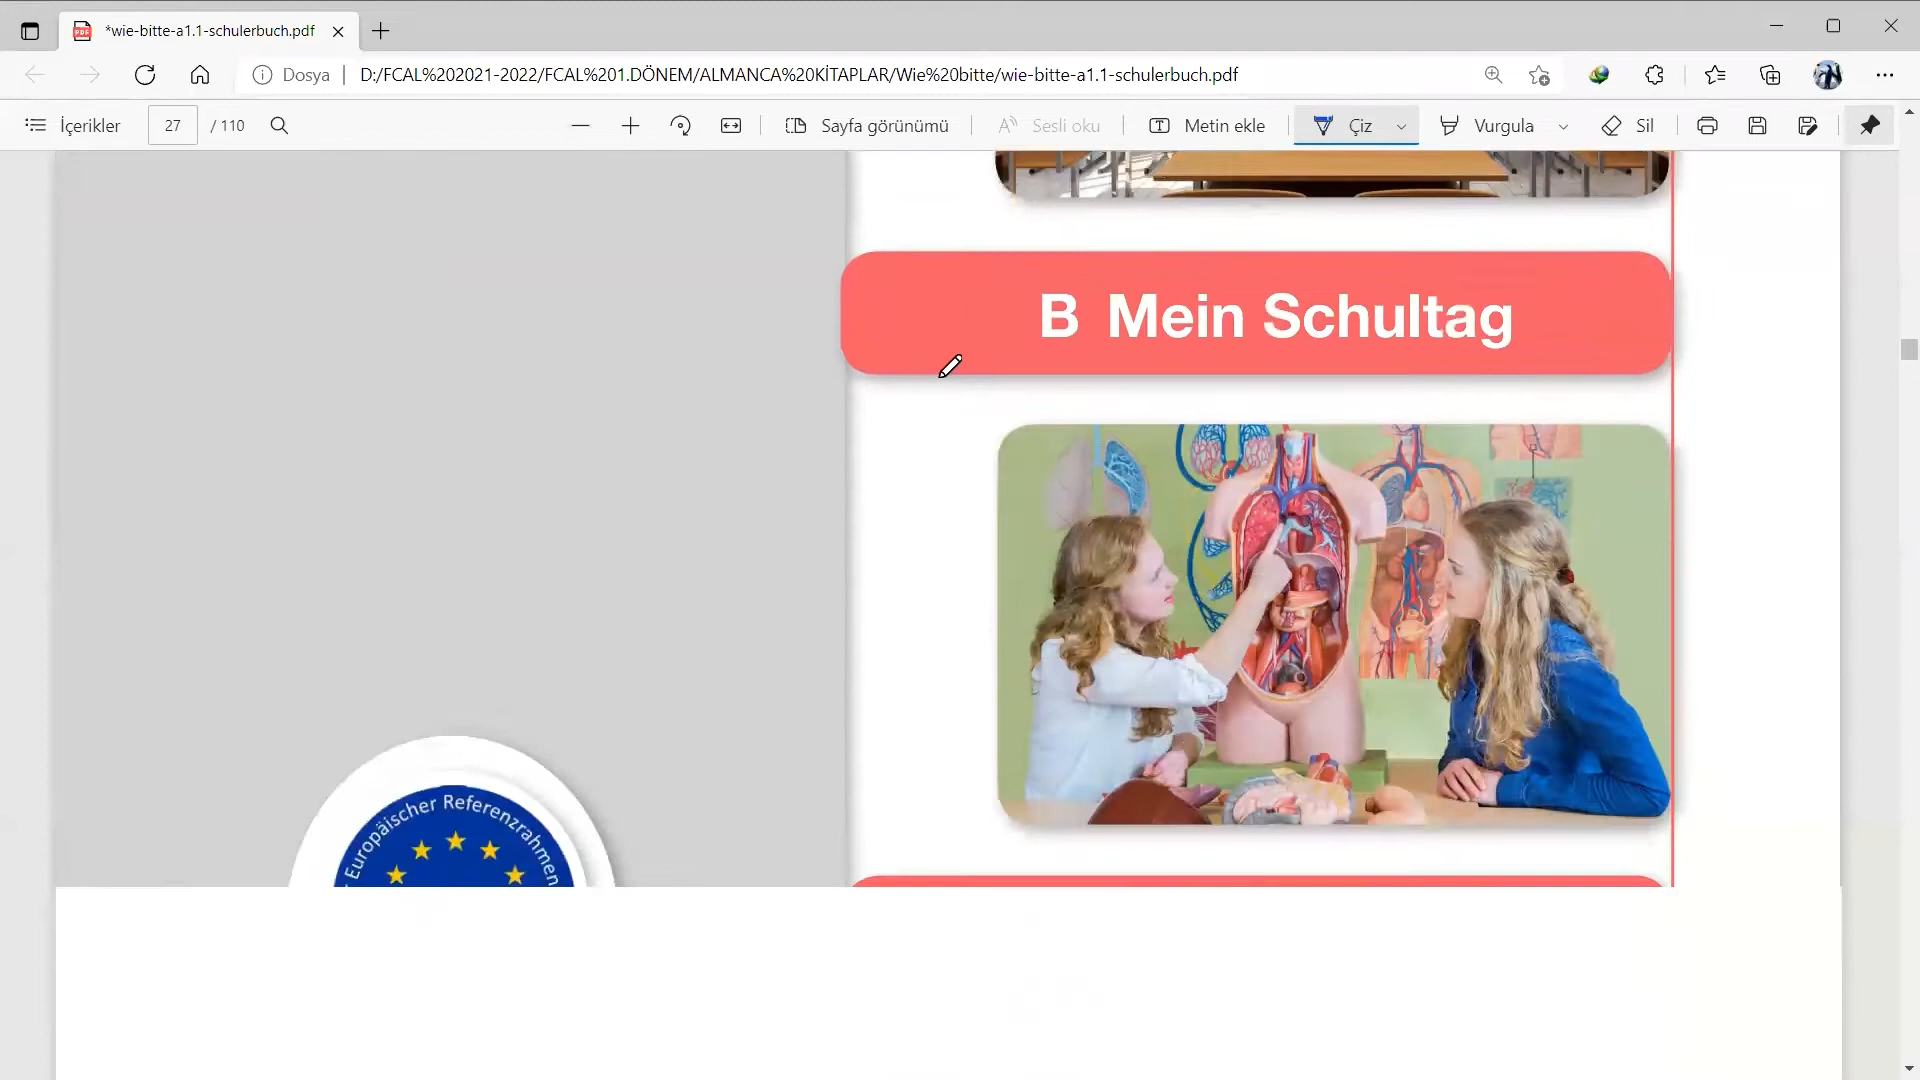 *wie-bitte-a1.1-schulerbuch.pdf
Dosya
D:/FCAL%202021-2022/FCAL%201.DÖNEM/ALMANCA%20KİTAPLAR/Wie%20bitte/wie-bitte-a1.1-schulerbuch.pdf
İçerikler 27 / 110 Sayfa görünümü Sesli oku Metin ekle Çiz Vurgula Sil
B Mein Schultag
r Europäischer Referenzrahmen